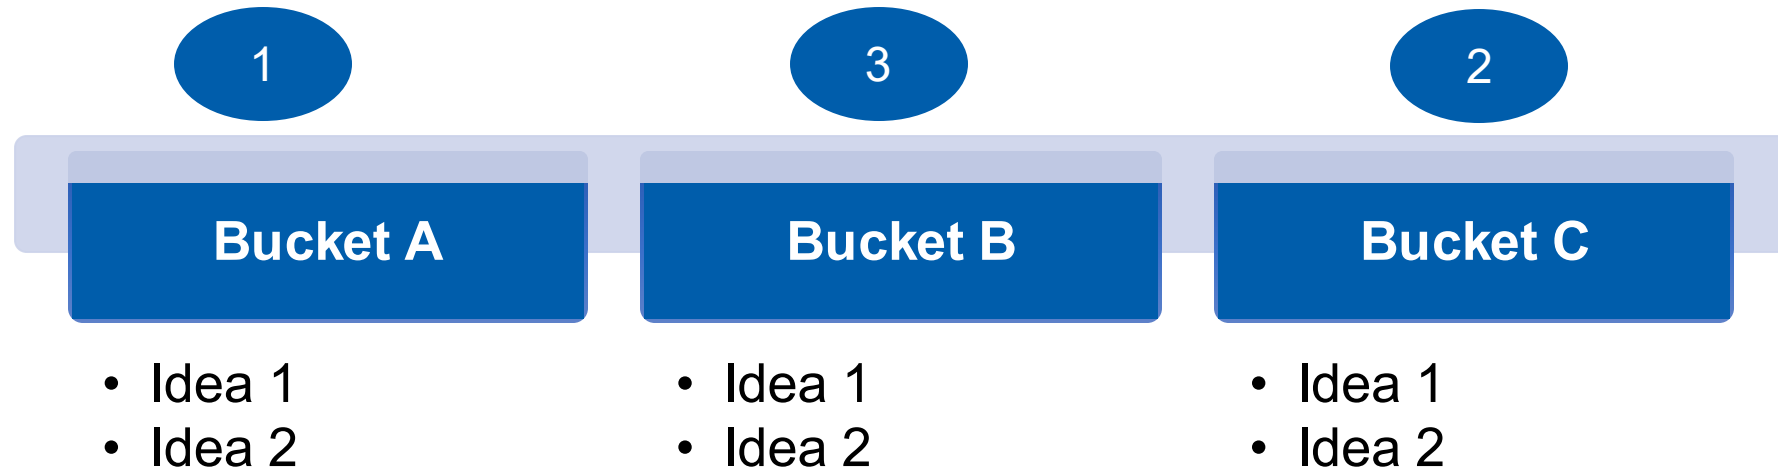 1
3
2
Bucket A
Bucket B
Bucket C
• Idea 1
• Idea 2
• Idea 1
• Idea 2
• Idea 1
• Idea 2